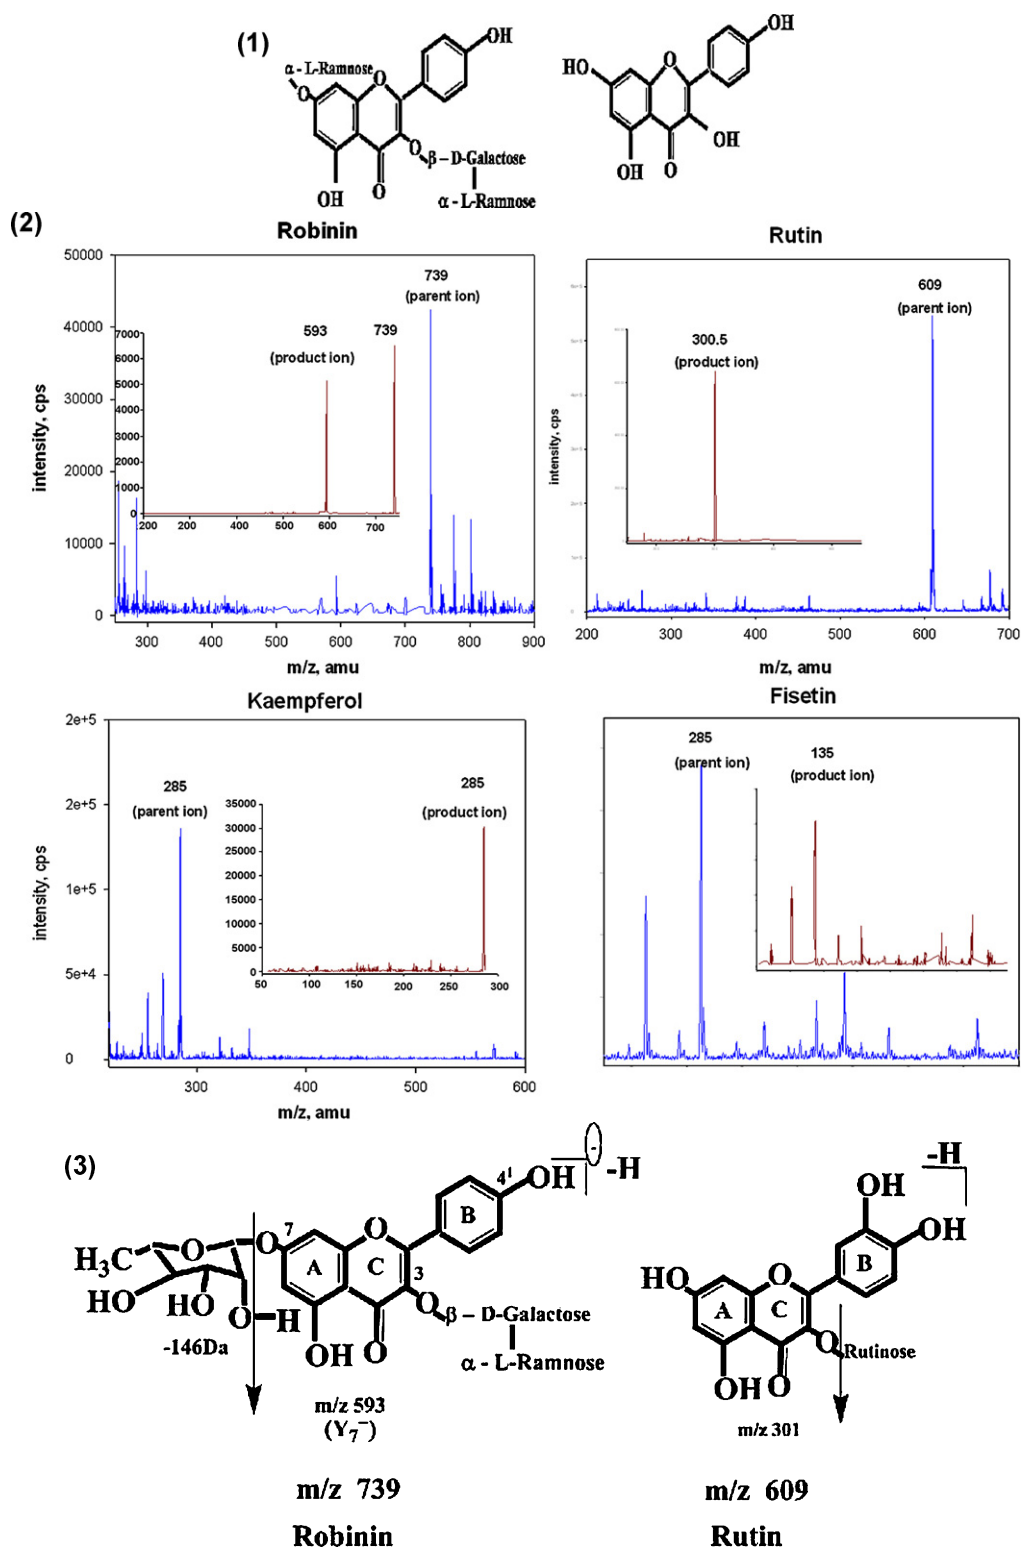 (1)
OH
α - L-Ramnose
O
O
O
β – D-Galactose
α - L-Ramnose
OH
O
OH
HO
O
OH
OH
O
(2)
Robinin
50000
40000
30000
20000
10000
0
intensity, cps
739
(parent ion)
7000
6000
5000
4000
3000
2000
1000
0
593
(product ion)
739
200
200
400
500
600
700
300
400
500
600
700
800
900
m/z, amu
Rutin
intensity, cps
609
(parent ion)
300.5
(product ion)
200
300
400
500
600
700
m/z, amu
Kaempferol
2e+5
2e+5
1e+5
5e+4
0
intensity, cps
285
(parent ion)
285
(product ion)
35000
30000
25000
20000
15000
10000
5000
0
50
100
150
200
250
300
300
400
500
600
m/z, amu
Fisetin
285
(parent ion)
135
(product ion)
(3)
OH
-
-H
4¹
B
7
O
O
O
H₃C
A
C
3
HO
HO
O–H
O
β – D-Galactose
α - L-Ramnose
-146Da
OH
O
m/z 593
(Y₇⁻)
m/z 739
Robinin
-H
OH
OH
B
HO
O
A
C
O
Rutinose
OH
O
m/z 301
m/z 609
Rutin